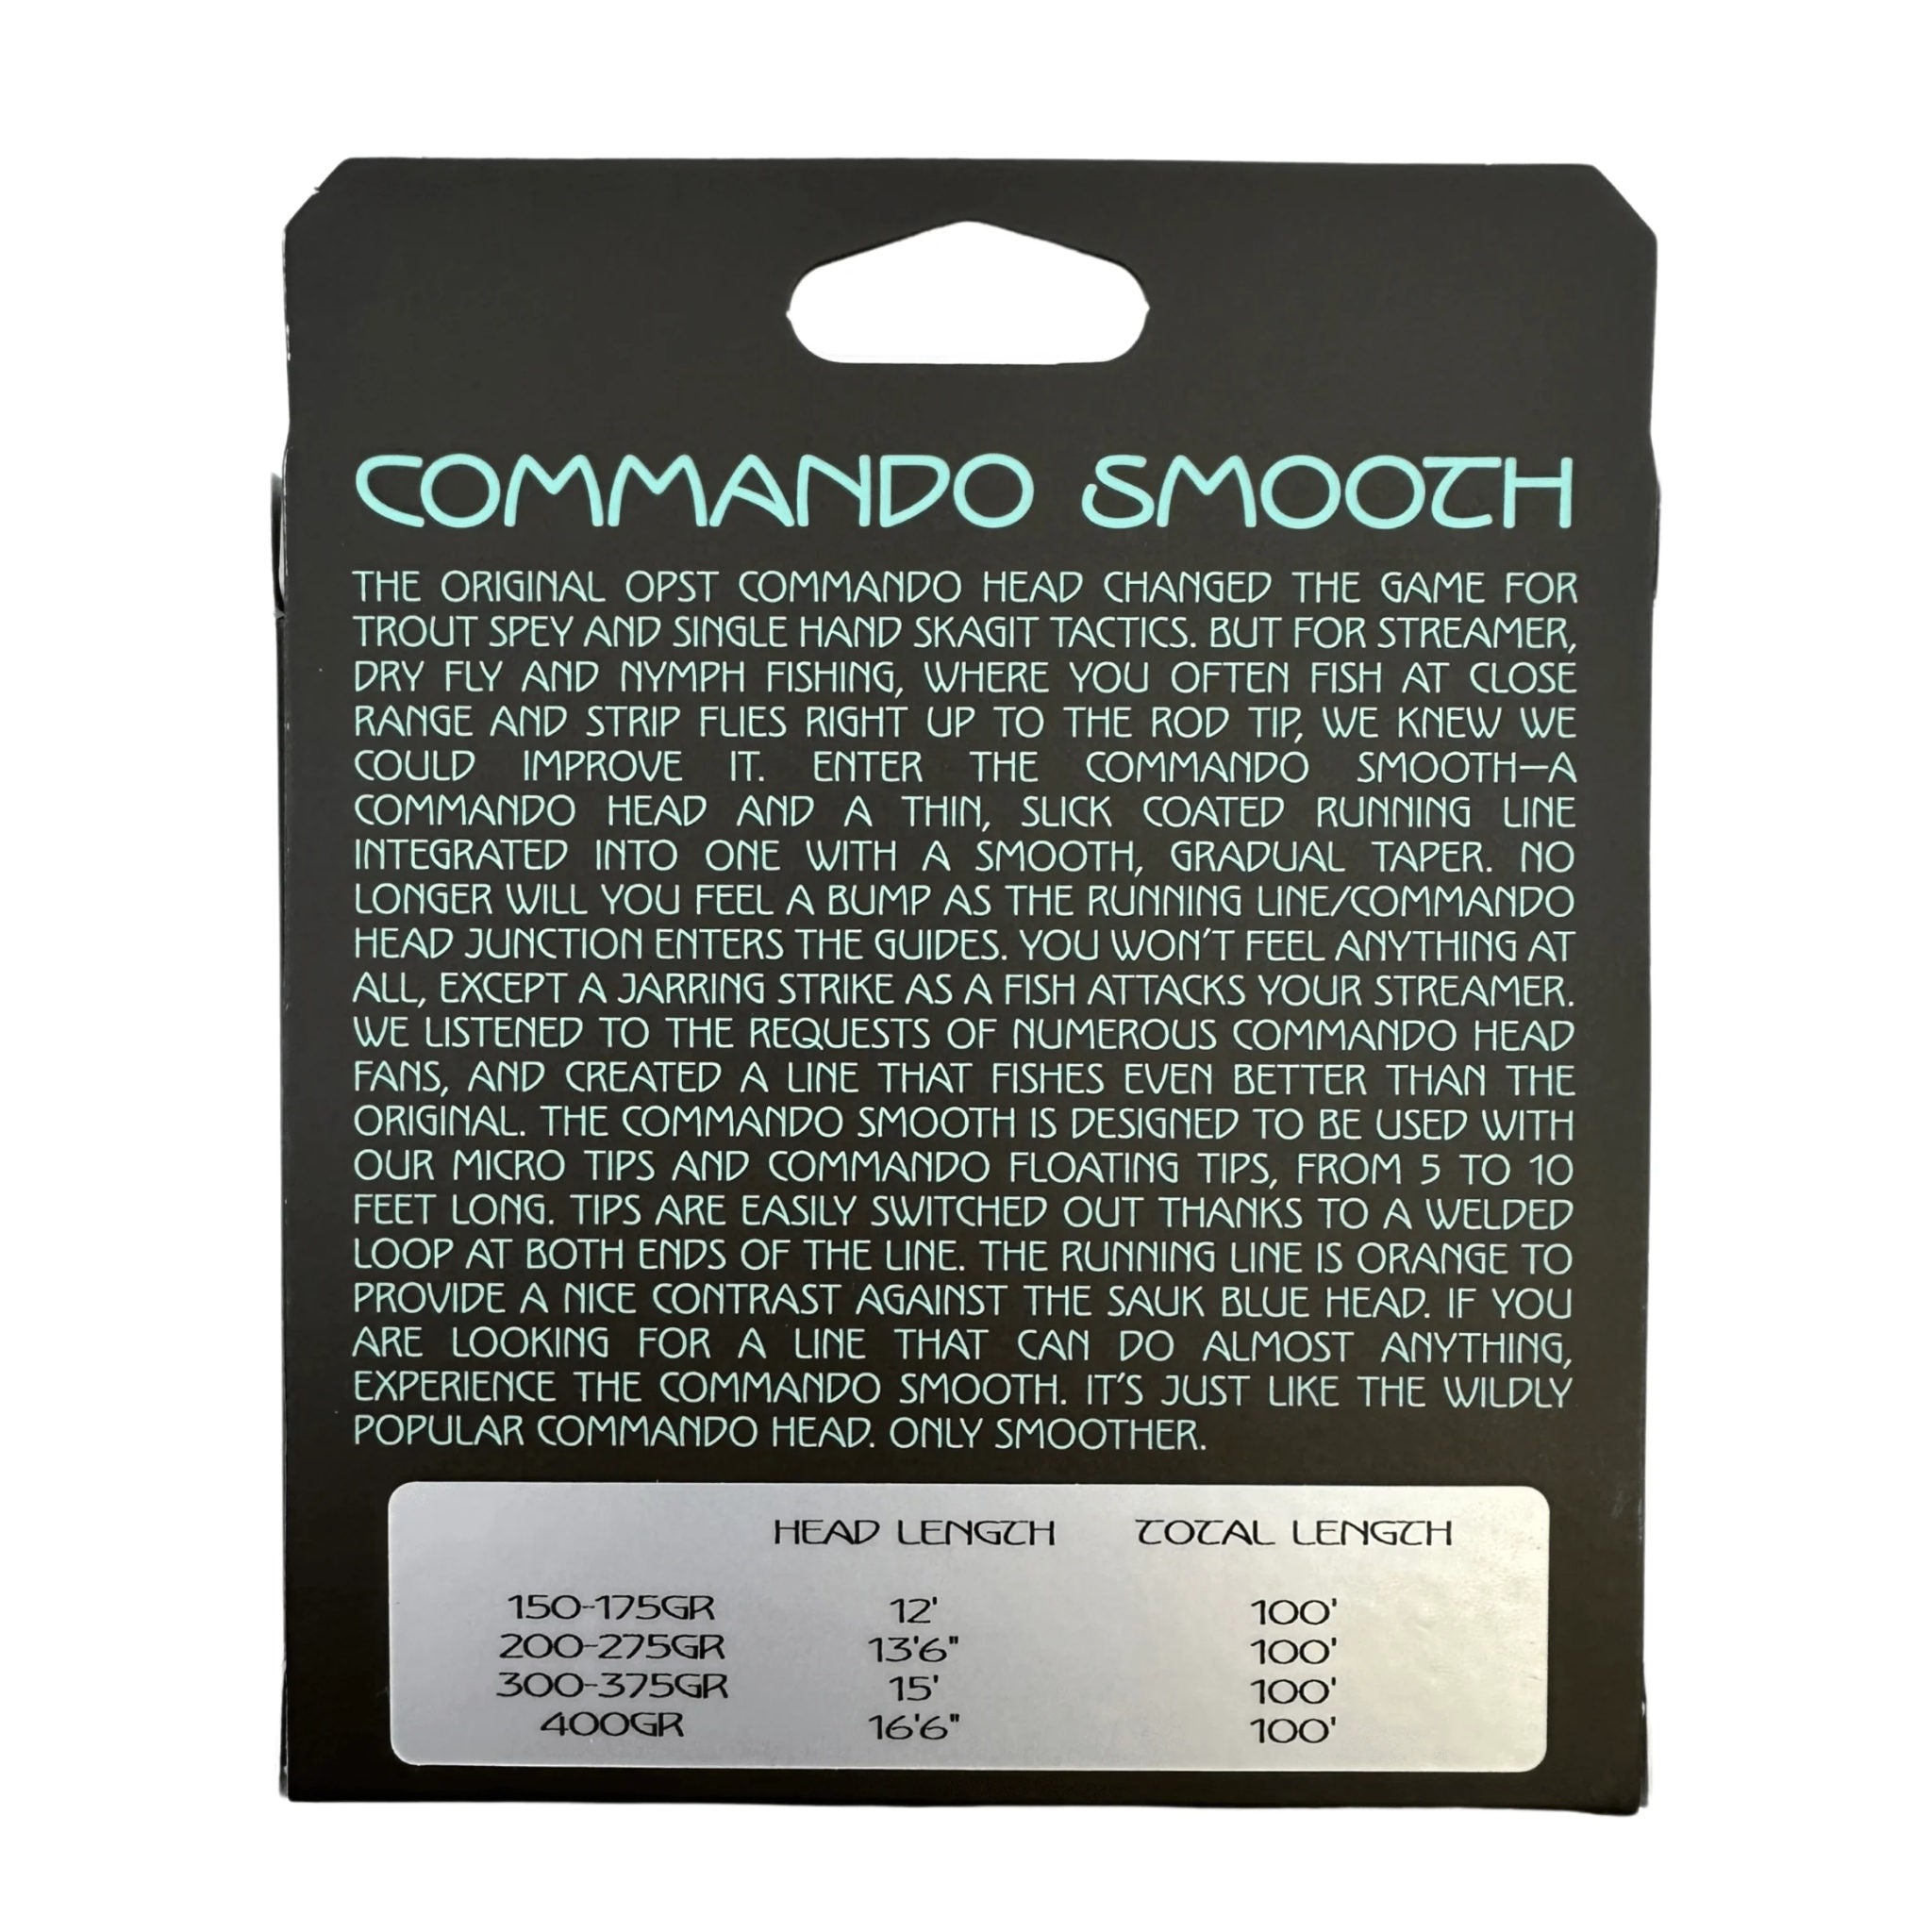 COMMANDO SMOOTH
THE ORIGINAL OPST COMMANDO HEAD CHANGED THE GAME FOR
TROUT SPEY AND SINGLE HAND SKAGIT TACTICS. BUT FOR STREAMER,
DRY FLY AND NYMPH FISHING, WHERE YOU OFTEN FISH AT CLOSE
RANGE AND STRIP FLIES RIGHT UP TO THE ROD TIP, WE KNEW WE
COULD IMPROVE IT. ENTER THE COMMANDO SMOOTH—A
COMMANDO HEAD AND A THIN, SLICK COATED RUNNING LINE
INTEGRATED INTO ONE WITH A SMOOTH, GRADUAL TAPER. NO
LONGER WILL YOU FEEL A BUMP AS THE RUNNING LINE/COMMANDO
HEAD JUNCTION ENTERS THE GUIDES. YOU WON'T FEEL ANYTHING AT
ALL, EXCEPT A JARRING STRIKE AS A FISH ATTACKS YOUR STREAMER.
WE LISTENED TO THE REQUESTS OF NUMEROUS COMMANDO HEAD
FANS, AND CREATED A LINE THAT FISHES EVEN BETTER THAN THE
ORIGINAL. THE COMMANDO SMOOTH IS DESIGNED TO BE USED WITH
OUR MICRO TIPS AND COMMANDO FLOATING TIPS, FROM 5 TO 10
FEET LONG. TIPS ARE EASILY SWITCHED OUT THANKS TO A WELDED
LOOP AT BOTH ENDS OF THE LINE. THE RUNNING LINE IS ORANGE TO
PROVIDE A NICE CONTRAST AGAINST THE SAUK BLUE HEAD. IF YOU
ARE LOOKING FOR A LINE THAT CAN DO ALMOST ANYTHING,
EXPERIENCE THE COMMANDO SMOOTH. IT'S JUST LIKE THE WILDLY
POPULAR COMMANDO HEAD. ONLY SMOOTHER.
HEAD LENGTH TOTAL LENGTH
150-175GR 12' 100'
200-275GR 13'6" 100'
300-375GR 15' 100'
400GR 16'6" 100'